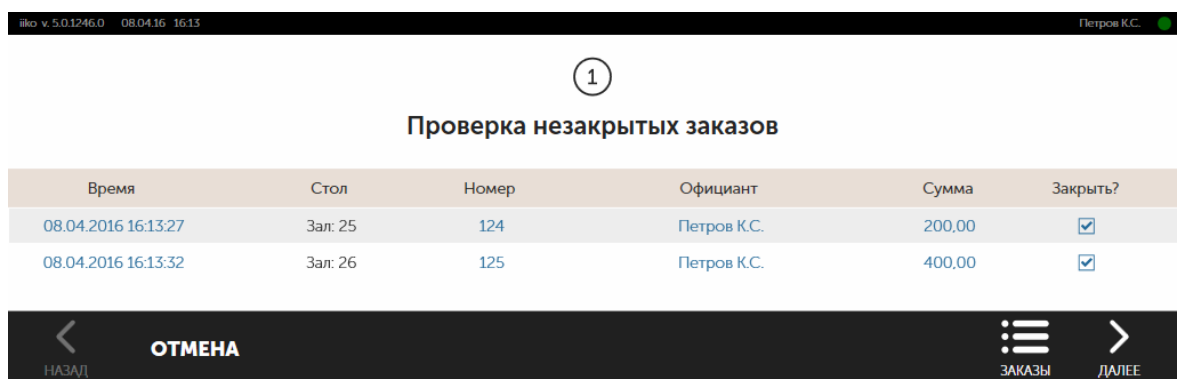 iiko v. 5.0.1246.0 08.04.16 16:13 Петров К.С.
1
Проверка незакрытых заказов
Время Стол Номер Официант Сумма Закрыть?
08.04.2016 16:13:27 Зал: 25 124 Петров К.С. 200,00
08.04.2016 16:13:32 Зал: 26 125 Петров К.С. 400,00
НАЗАД ОТМЕНА ЗАКАЗЫ ДАЛЕЕ